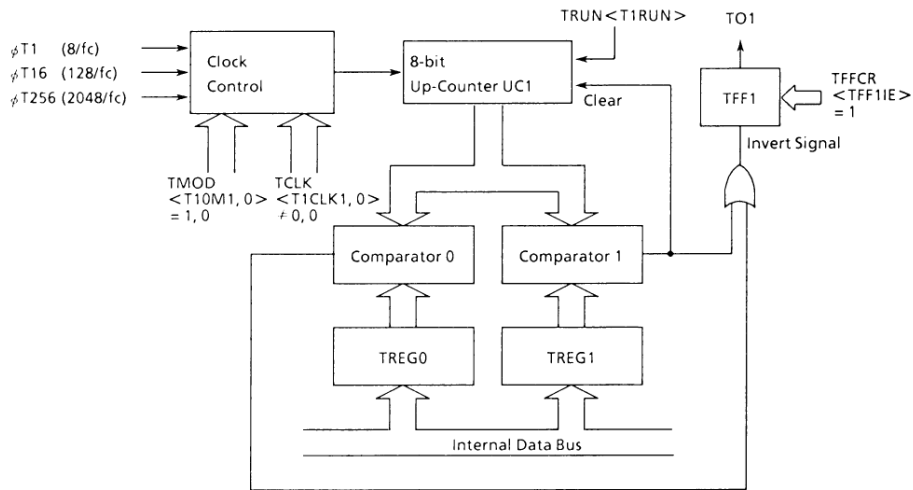 TRUN<T1RUN>
TO1
ϕT1 (8/fc)
ϕT16 (128/fc)
ϕT256 (2048/fc)
Clock
Control
8-bit
Up-Counter UC1
Clear
TFF1
TFFCR
<TFF1IE>
= 1
Invert Signal
TMOD
<T10M1, 0>
= 1, 0
TCLK
<T1CLK1, 0>
≠ 0, 0
Comparator 0
Comparator 1
TREG0
TREG1
Internal Data Bus